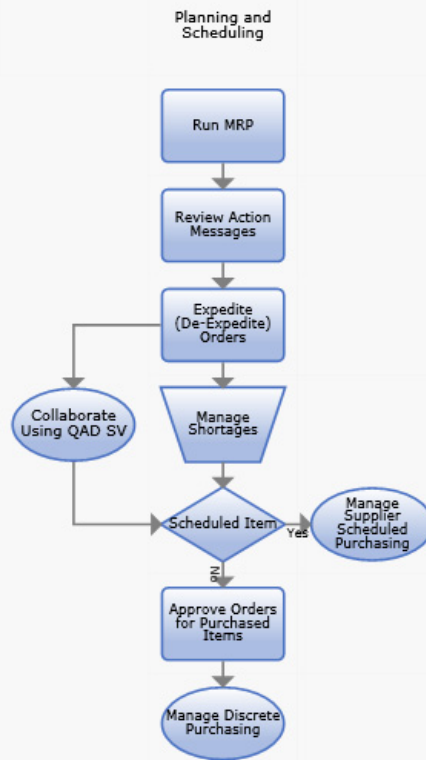 Planning and
Scheduling
Run MRP
Review Action
Messages
Expedite
(De-Expedite)
Orders
Collaborate
Using QAD SV
Manage
Shortages
Scheduled Item
Yes
Manage
Supplier
Scheduled
Purchasing
No
Approve Orders
for Purchased
Items
Manage Discrete
Purchasing